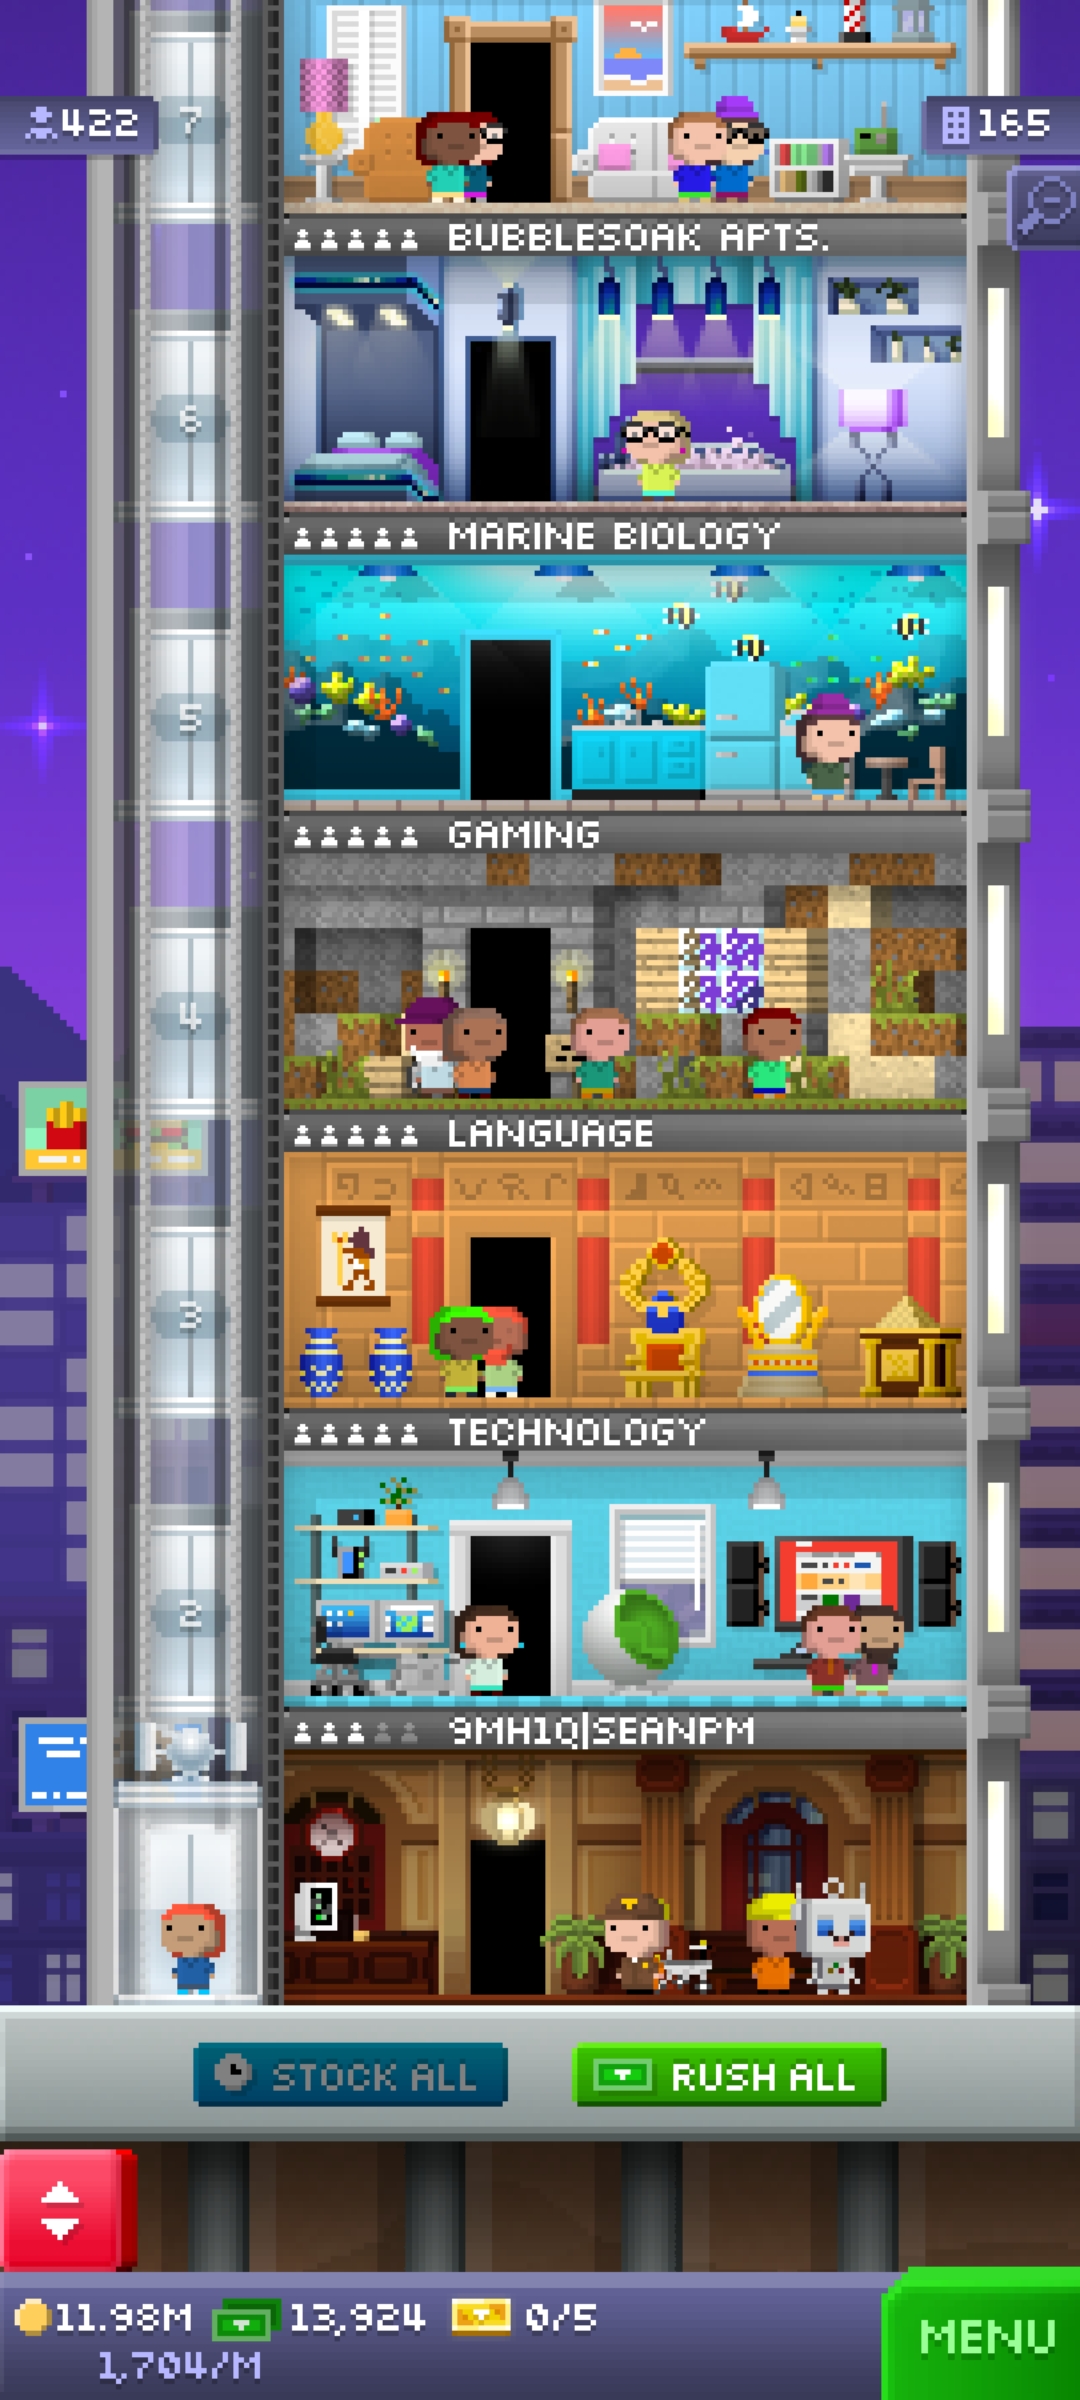 7
422
165
BUBBLESOAK APTS.
6
MARINE BIOLOGY
5
GAMING
4
LANGUAGE
3
TECHNOLOGY
2
9MH1Q|SEANPM
STOCK ALL
RUSH ALL
11.98M
13,924
0/5
1,704/M
MENU